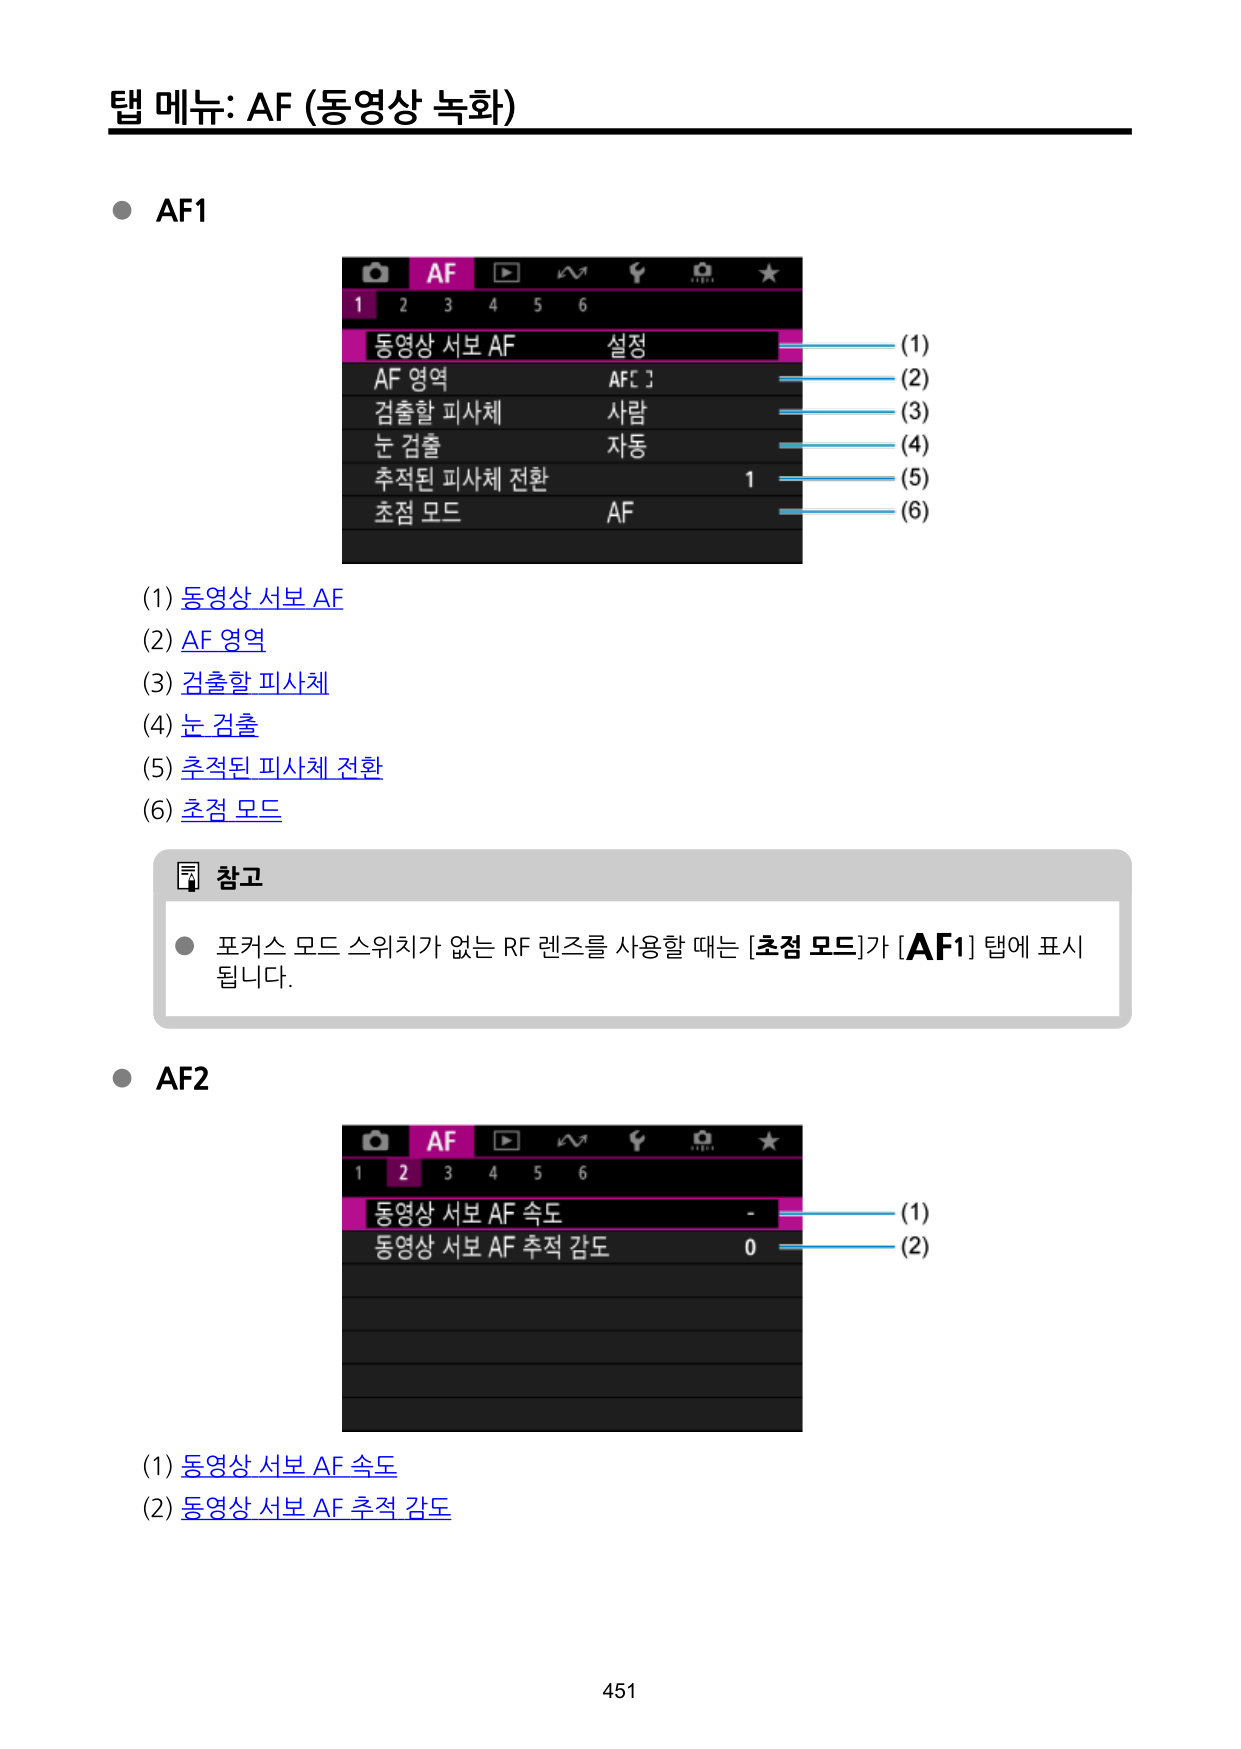 탭 메뉴: AF (동영상 녹화)
● AF1
AF
1 2 3 4 5 6
동영상 서보 AF 설정 (1)
AF 영역 AF[ ] (2)
검출할 피사체 사람 (3)
눈 검출 자동 (4)
추적된 피사체 전환 1 (5)
초점 모드 AF (6)
(1) 동영상 서보 AF
(2) AF 영역
(3) 검출할 피사체
(4) 눈 검출
(5) 추적된 피사체 전환
(6) 초점 모드
참고
● 포커스 모드 스위치가 없는 RF 렌즈를 사용할 때는 [초점 모드]가 [AF1] 탭에 표시
됩니다.
● AF2
AF
1 2 3 4 5 6
동영상 서보 AF 속도 - (1)
동영상 서보 AF 추적 감도 0 (2)
(1) 동영상 서보 AF 속도
(2) 동영상 서보 AF 추적 감도
451